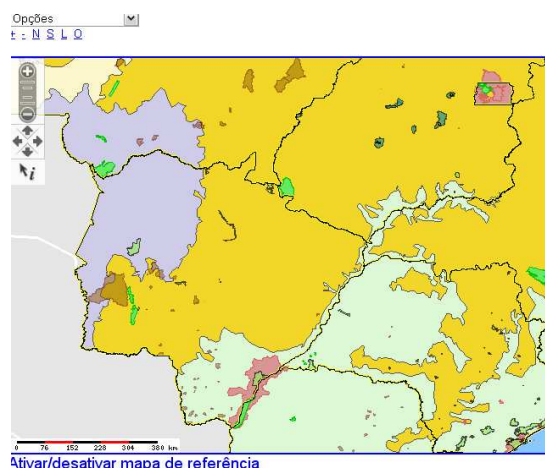 Opções
+ - N S L O
i
0 76 152 228 304 380 km
Ativar/desativar mapa de referência